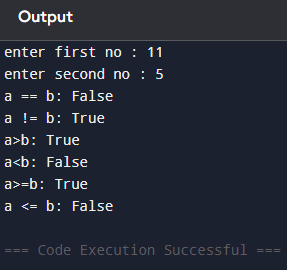 Output
enter first no : 11
enter second no : 5
a == b: False
a != b: True
a>b: True
a<b: False
a>=b: True
a <= b: False
=== Code Execution Successful ===